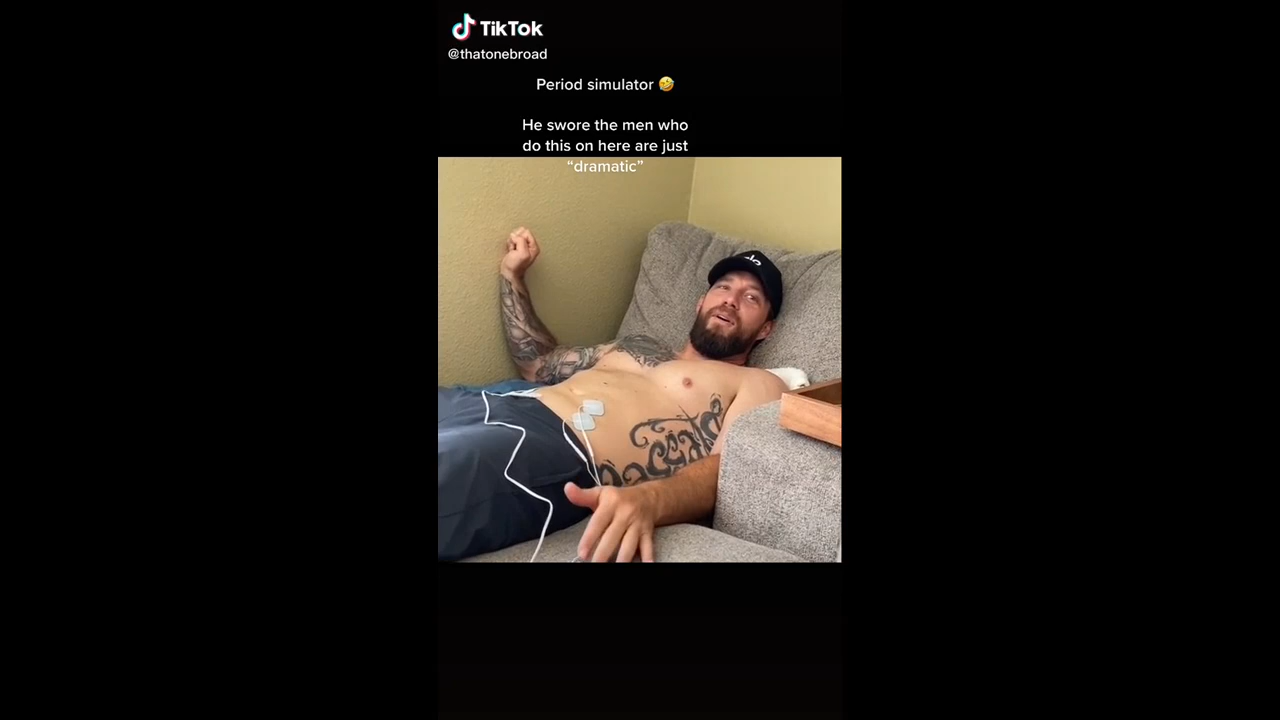 TikTok
@thatonebroad
Period simulator 🤣
He swore the men who
do this on here are just
“dramatic”